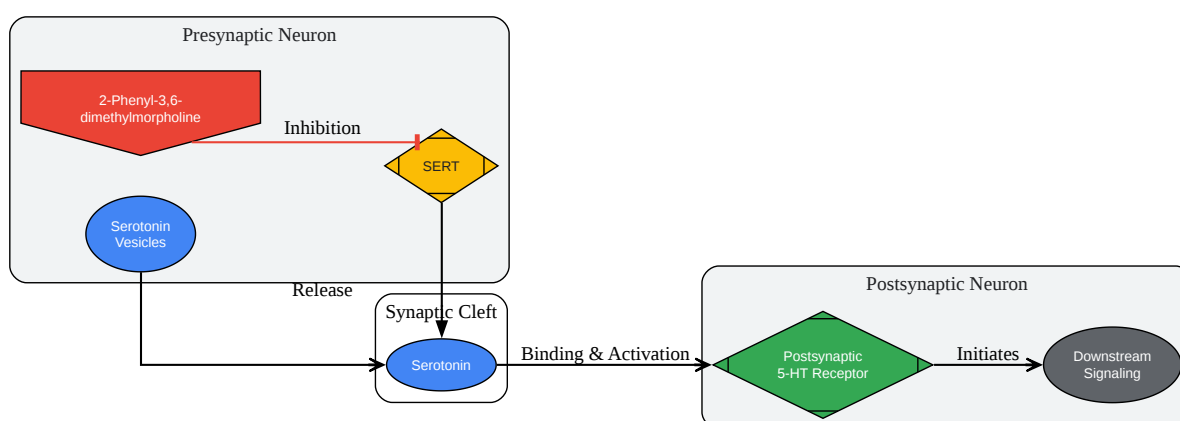 Presynaptic Neuron
2-Phenyl-3,6-
dimethylmorpholine
Inhibition
SERT
Serotonin
Vesicles
Release
Synaptic Cleft
Serotonin
Binding & Activation
Postsynaptic Neuron
Postsynaptic
5-HT Receptor
Initiates
Downstream
Signaling